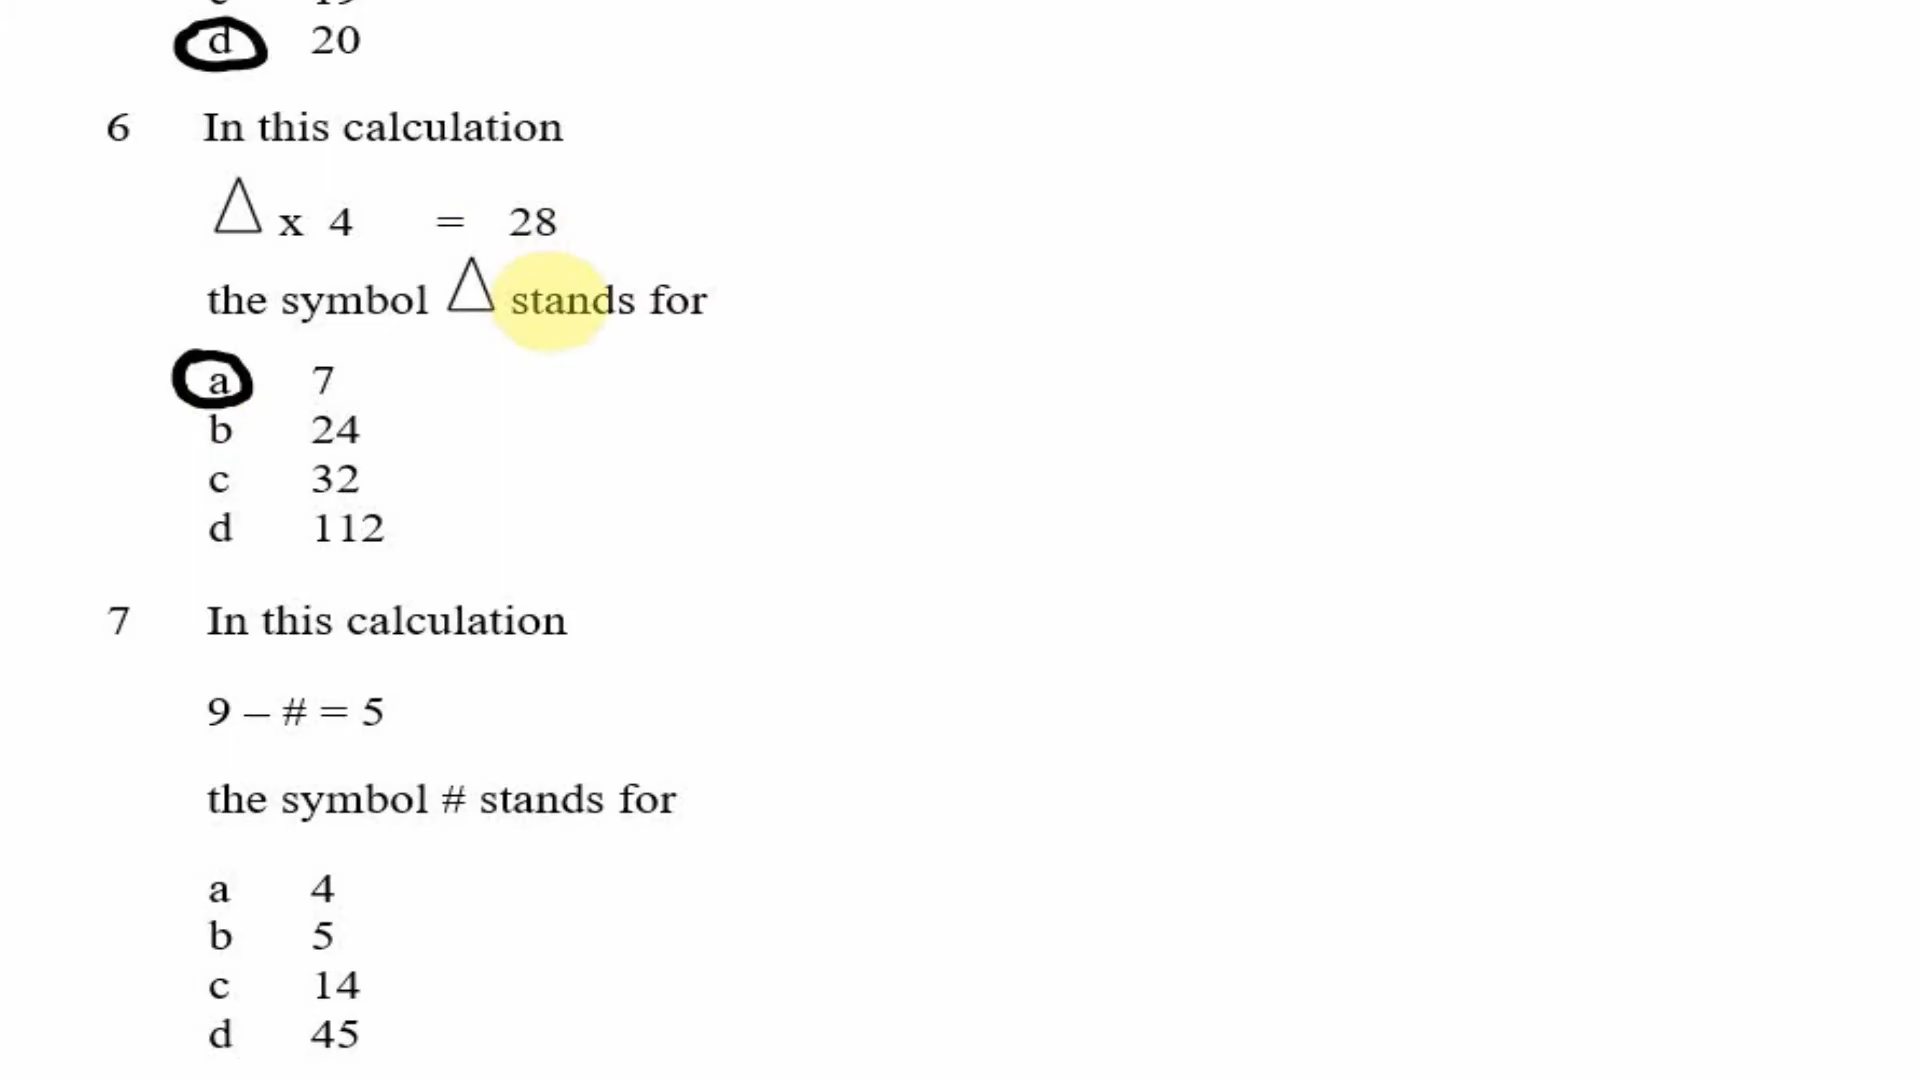 d 20
6 In this calculation
△ x 4 = 28
the symbol △ stands for
a 7
b 24
c 32
d 112
7 In this calculation
9 – # = 5
the symbol # stands for
a 4
b 5
c 14
d 45